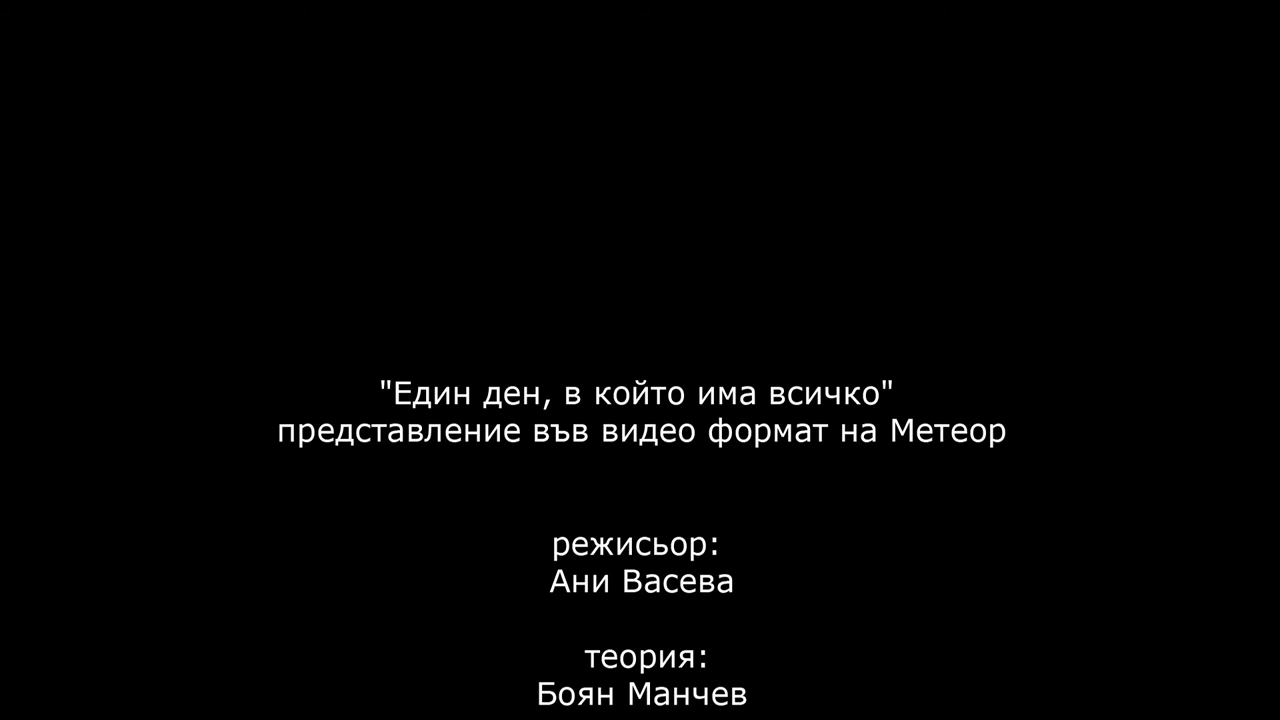 "Един ден, в който има всичко"
представление във видео формат на Метеор
режисьор:
Ани Васева
теория:
Боян Манчев